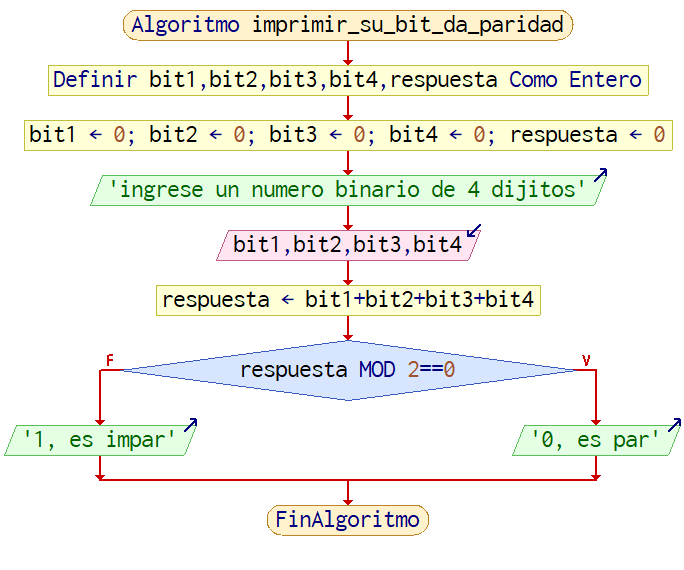 Algoritmo imprimir_su_bit_da_paridad
Definir bit1,bit2,bit3,bit4,respuesta Como Entero
bit1 ← 0; bit2 ← 0; bit3 ← 0; bit4 ← 0; respuesta ← 0
'ingrese un numero binario de 4 dijitos'
bit1,bit2,bit3,bit4
respuesta ← bit1+bit2+bit3+bit4
F
V
respuesta MOD 2==0
'1, es impar'
'0, es par'
FinAlgoritmo